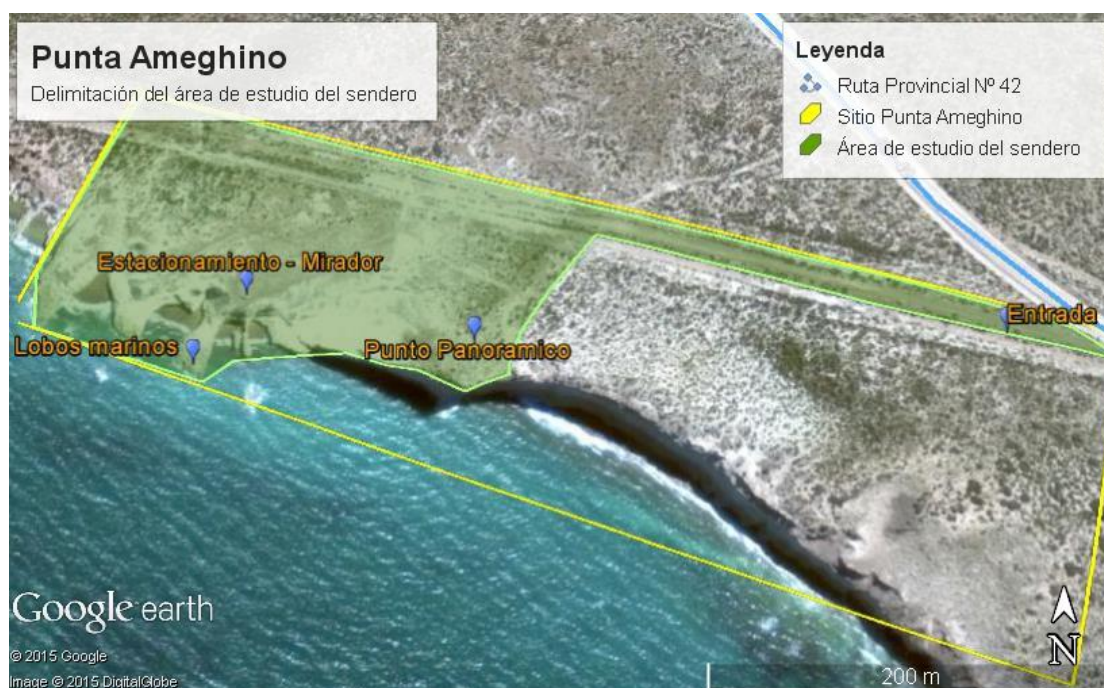 Punta Ameghino
Delimitación del área de estudio del sendero
Leyenda
Ruta Provincial Nº 42
Sitio Punta Ameghino
Área de estudio del sendero
Estacionamiento - Mirador
Entrada
Lobos marinos
Punto Panoramico
Google earth
© 2015 Google
Image © 2015 DigitalGlobe
200 m
N